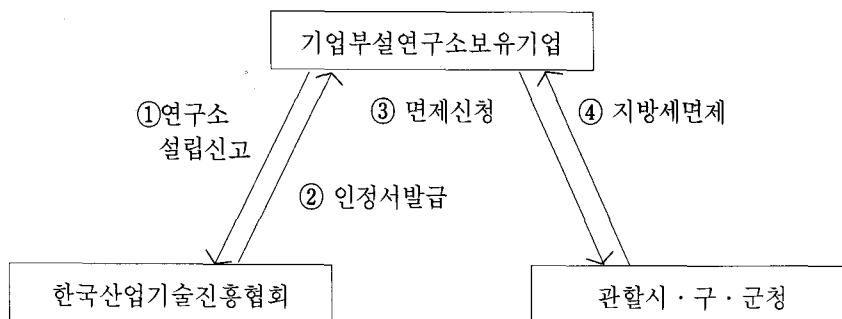 기업부설연구소보유기업
①연구소
설립신고
③ 면제신청
④ 지방세면제
② 인정서발급
한국산업기술진흥협회
관할시 · 구 · 군청